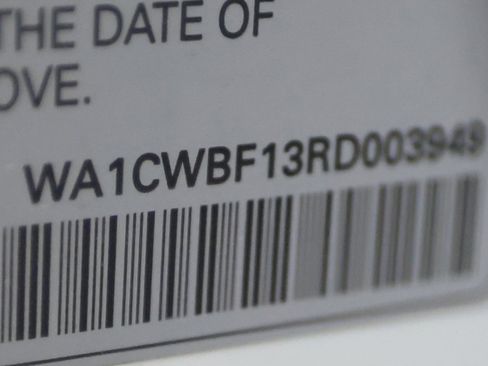 THE DATE OF
OVE.
WA1CWBF13RD003949